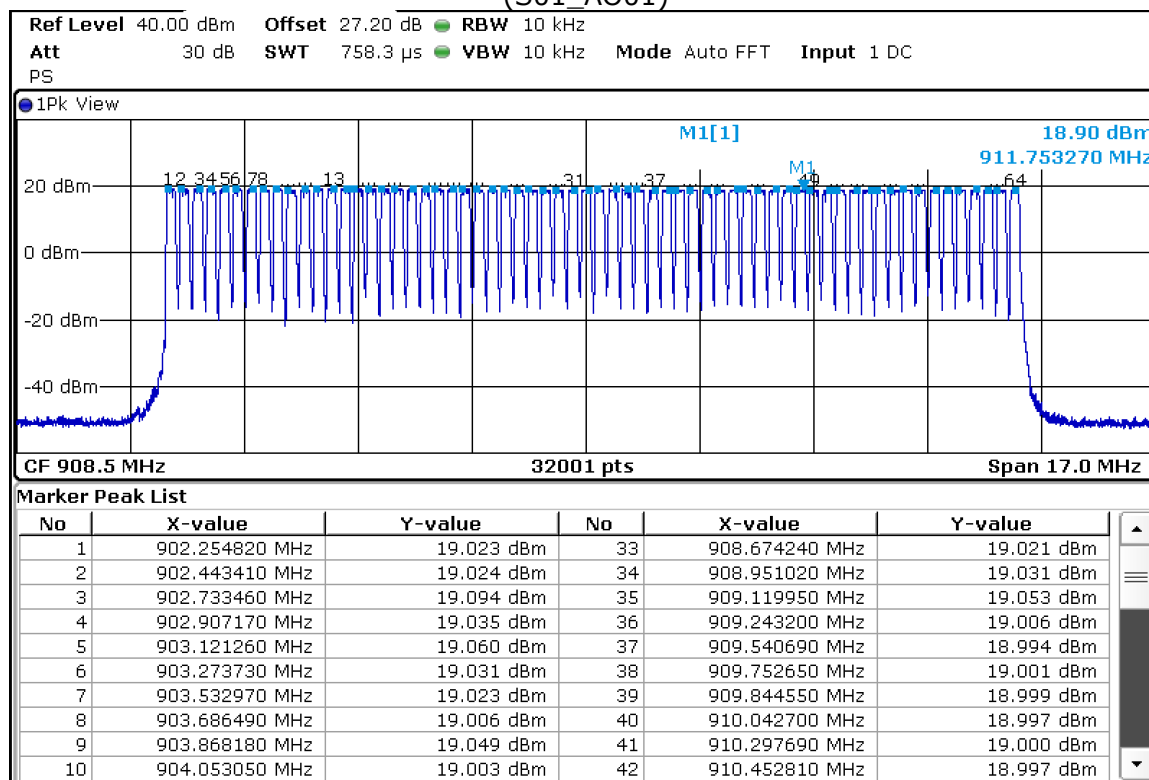 (S01_AO01)
Ref Level 40.00 dBm Offset 27.20 dB RBW 10 kHz
Att 30 dB SWT 758.3 µs VBW 10 kHz Mode Auto FFT Input 1 DC
PS
1Pk View
M1[1] 18.90 dBm
911.753270 MHz
M1
1 2 3 4 5 6 7 8 13 31 37 49 64
20 dBm
0 dBm
-20 dBm
-40 dBm
CF 908.5 MHz 32001 pts Span 17.0 MHz
Marker Peak List
No X-value Y-value No X-value Y-value
1 902.254820 MHz 19.023 dBm 33 908.674240 MHz 19.021 dBm
2 902.443410 MHz 19.024 dBm 34 908.951020 MHz 19.031 dBm
3 902.733460 MHz 19.094 dBm 35 909.119950 MHz 19.053 dBm
4 902.907170 MHz 19.035 dBm 36 909.243200 MHz 19.006 dBm
5 903.121260 MHz 19.060 dBm 37 909.540690 MHz 18.994 dBm
6 903.273730 MHz 19.031 dBm 38 909.752650 MHz 19.001 dBm
7 903.532970 MHz 19.023 dBm 39 909.844550 MHz 18.999 dBm
8 903.686490 MHz 19.006 dBm 40 910.042700 MHz 18.997 dBm
9 903.868180 MHz 19.049 dBm 41 910.297690 MHz 19.000 dBm
10 904.053050 MHz 19.003 dBm 42 910.452810 MHz 18.997 dBm